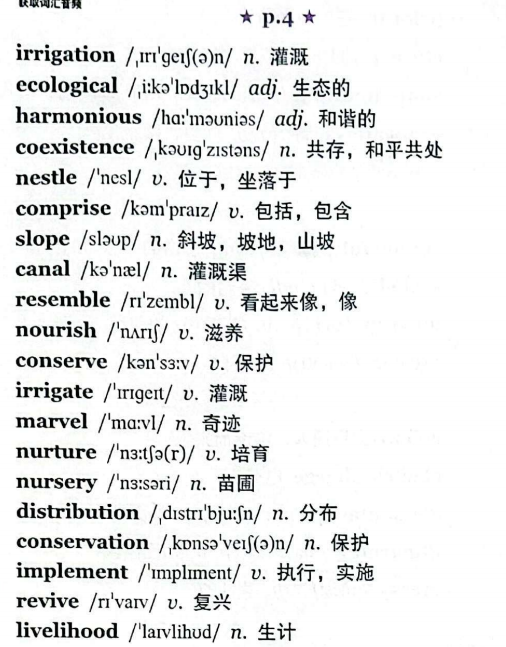 获取词汇音频
★ p.4 ★
irrigation /ˌɪrɪˈɡeɪʃ(ə)n/ n. 灌溉
ecological /ˌiːkəˈlɒdʒɪkl/ adj. 生态的
harmonious /hɑːˈməʊniəs/ adj. 和谐的
coexistence /ˌkəʊɪɡˈzɪstəns/ n. 共存，和平共处
nestle /ˈnesl/ v. 位于，坐落于
comprise /kəmˈpraɪz/ v. 包括，包含
slope /sləʊp/ n. 斜坡，坡地，山坡
canal /kəˈnæl/ n. 灌溉渠
resemble /rɪˈzembl/ v. 看起来像，像
nourish /ˈnʌrɪʃ/ v. 滋养
conserve /kənˈsɜːv/ v. 保护
irrigate /ˈɪrɪɡeɪt/ v. 灌溉
marvel /ˈmɑːvl/ n. 奇迹
nurture /ˈnɜːtʃə(r)/ v. 培育
nursery /ˈnɜːsəri/ n. 苗圃
distribution /ˌdɪstrɪˈbjuːʃn/ n. 分布
conservation /ˌkɒnsəˈveɪʃ(ə)n/ n. 保护
implement /ˈɪmplɪment/ v. 执行，实施
revive /rɪˈvaɪv/ v. 复兴
livelihood /ˈlaɪvlihʊd/ n. 生计